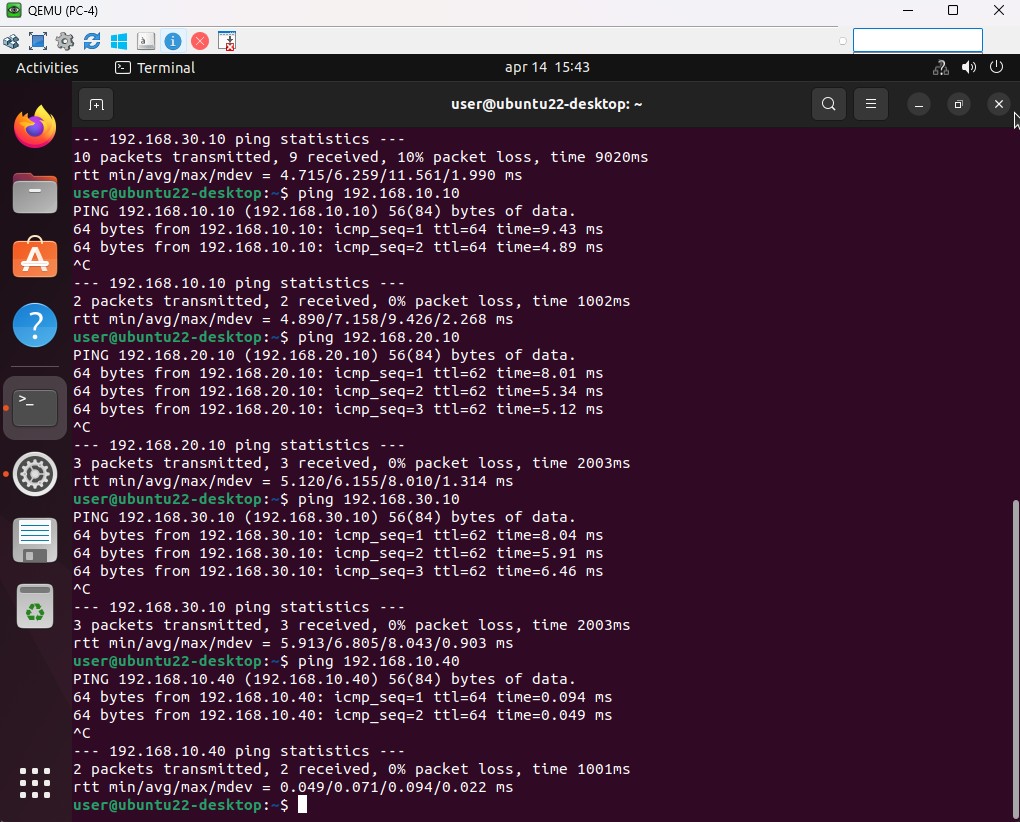 QEMU (PC-4)
Activities
Terminal
apr 14 15:43
user@ubuntu22-desktop: ~
--- 192.168.30.10 ping statistics ---
10 packets transmitted, 9 received, 10% packet loss, time 9020ms
rtt min/avg/max/mdev = 4.715/6.259/11.561/1.990 ms
user@ubuntu22-desktop:~$ ping 192.168.10.10
PING 192.168.10.10 (192.168.10.10) 56(84) bytes of data.
64 bytes from 192.168.10.10: icmp_seq=1 ttl=64 time=9.43 ms
64 bytes from 192.168.10.10: icmp_seq=2 ttl=64 time=4.89 ms
^C
--- 192.168.10.10 ping statistics ---
2 packets transmitted, 2 received, 0% packet loss, time 1002ms
rtt min/avg/max/mdev = 4.890/7.158/9.426/2.268 ms
user@ubuntu22-desktop:~$ ping 192.168.20.10
PING 192.168.20.10 (192.168.20.10) 56(84) bytes of data.
64 bytes from 192.168.20.10: icmp_seq=1 ttl=62 time=8.01 ms
64 bytes from 192.168.20.10: icmp_seq=2 ttl=62 time=5.34 ms
64 bytes from 192.168.20.10: icmp_seq=3 ttl=62 time=5.12 ms
^C
--- 192.168.20.10 ping statistics ---
3 packets transmitted, 3 received, 0% packet loss, time 2003ms
rtt min/avg/max/mdev = 5.120/6.155/8.010/1.314 ms
user@ubuntu22-desktop:~$ ping 192.168.30.10
PING 192.168.30.10 (192.168.30.10) 56(84) bytes of data.
64 bytes from 192.168.30.10: icmp_seq=1 ttl=62 time=8.04 ms
64 bytes from 192.168.30.10: icmp_seq=2 ttl=62 time=5.91 ms
64 bytes from 192.168.30.10: icmp_seq=3 ttl=62 time=6.46 ms
^C
--- 192.168.30.10 ping statistics ---
3 packets transmitted, 3 received, 0% packet loss, time 2003ms
rtt min/avg/max/mdev = 5.913/6.805/8.043/0.903 ms
user@ubuntu22-desktop:~$ ping 192.168.10.40
PING 192.168.10.40 (192.168.10.40) 56(84) bytes of data.
64 bytes from 192.168.10.40: icmp_seq=1 ttl=64 time=0.094 ms
64 bytes from 192.168.10.40: icmp_seq=2 ttl=64 time=0.049 ms
^C
--- 192.168.10.40 ping statistics ---
2 packets transmitted, 2 received, 0% packet loss, time 1001ms
rtt min/avg/max/mdev = 0.049/0.071/0.094/0.022 ms
user@ubuntu22-desktop:~$